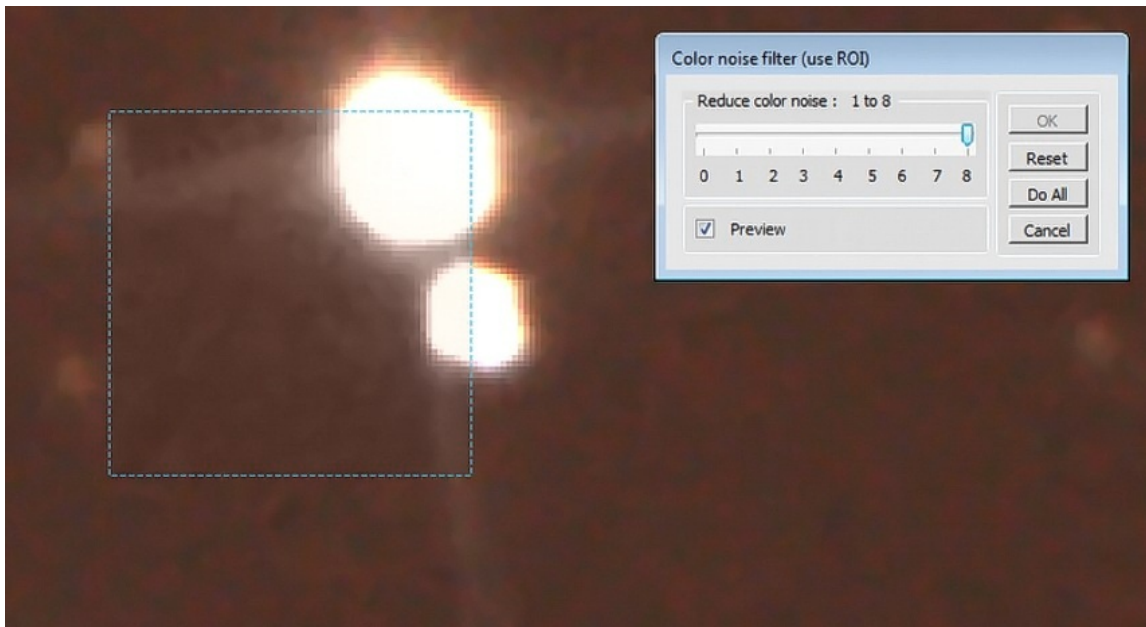 Color noise filter (use ROI)
Reduce color noise : 1 to 8
0 1 2 3 4 5 6 7 8
Preview
OK
Reset
Do All
Cancel